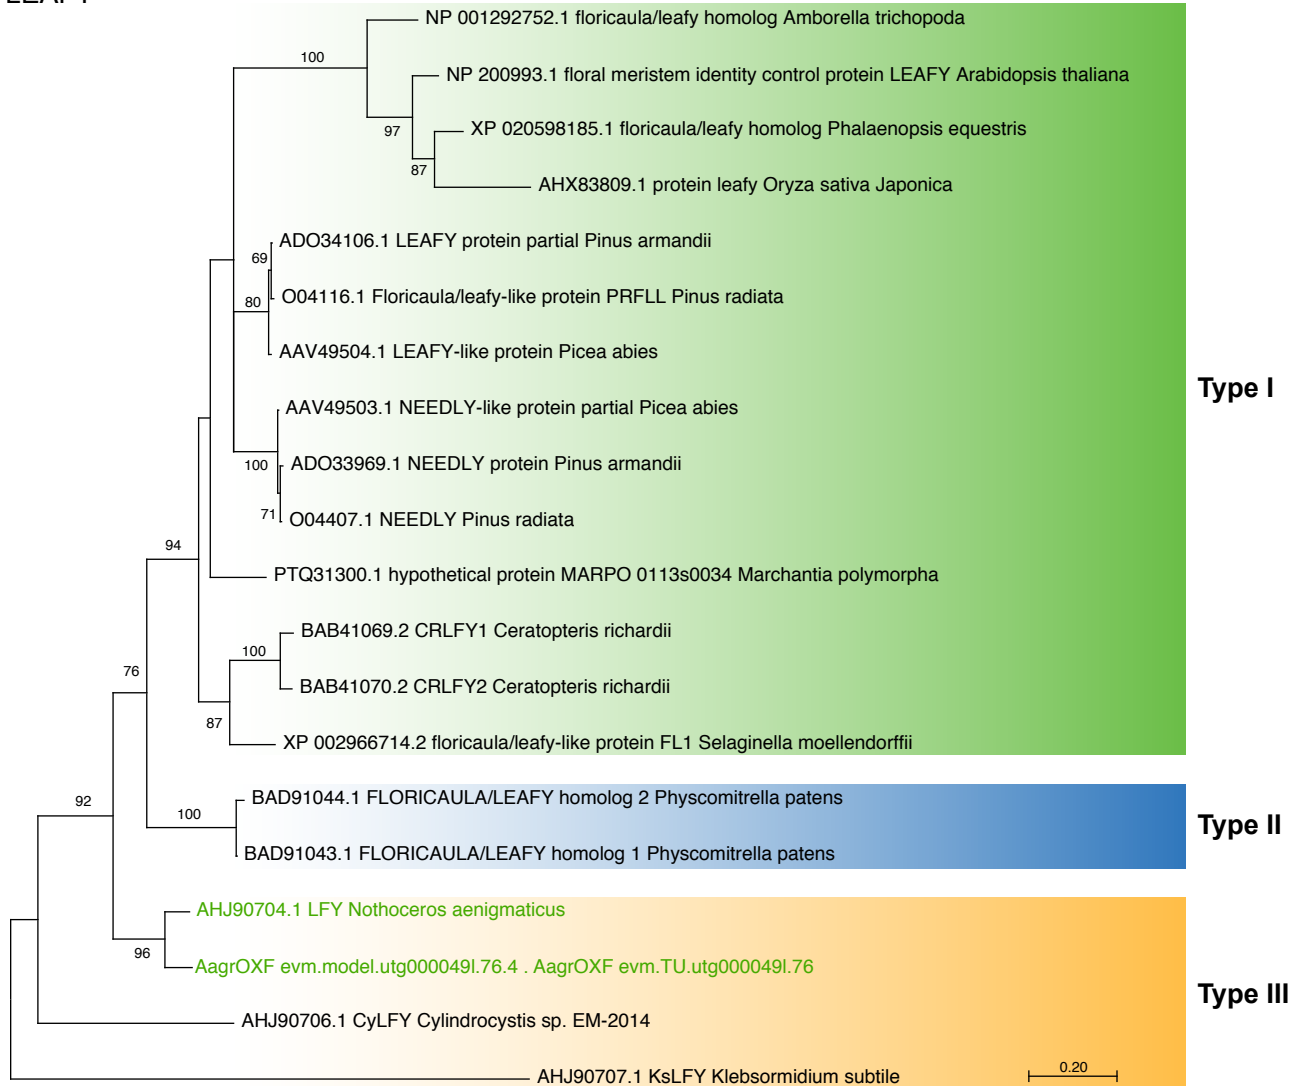 LEAFY
NP 001292752.1 floricaula/leafy homolog Amborella trichopoda
100
NP 200993.1 floral meristem identity control protein LEAFY Arabidopsis thaliana
97
XP 020598185.1 floricaula/leafy homolog Phalaenopsis equestris
87
AHX83809.1 protein leafy Oryza sativa Japonica
ADO34106.1 LEAFY protein partial Pinus armandii
69
80
O04116.1 Floricaula/leafy-like protein PRFLL Pinus radiata
AAV49504.1 LEAFY-like protein Picea abies
Type I
AAV49503.1 NEEDLY-like protein partial Picea abies
100
ADO33969.1 NEEDLY protein Pinus armandii
71
O04407.1 NEEDLY Pinus radiata
94
PTQ31300.1 hypothetical protein MARPO 0113s0034 Marchantia polymorpha
BAB41069.2 CRLFY1 Ceratopteris richardii
100
76
BAB41070.2 CRLFY2 Ceratopteris richardii
87
XP 002966714.2 floricaula/leafy-like protein FL1 Selaginella moellendorffii
BAD91044.1 FLORICAULA/LEAFY homolog 2 Physcomitrella patens
92
100
Type II
BAD91043.1 FLORICAULA/LEAFY homolog 1 Physcomitrella patens
AHJ90704.1 LFY Nothoceros aenigmaticus
96
AagrOXF evm.model.utg000049l.76.4 . AagrOXF evm.TU.utg000049l.76
Type III
AHJ90706.1 CyLFY Cylindrocystis sp. EM-2014
AHJ90707.1 KsLFY Klebsormidium subtile
0.20